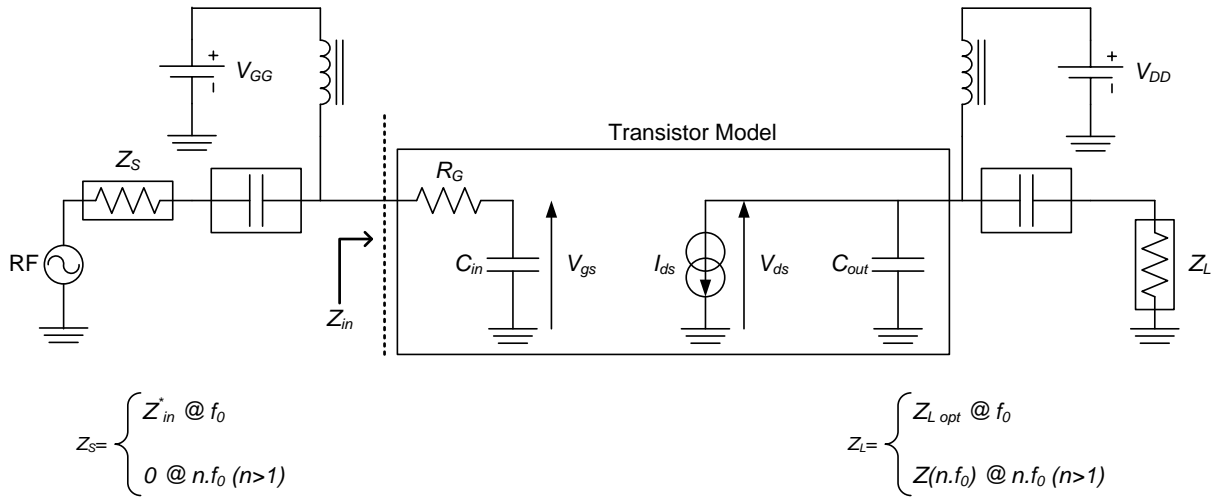 +
V_GG
−
+
V_DD
−
Transistor Model
Z_S
R_G
RF
C_in
V_gs
I_ds
V_ds
C_out
Z_L
Z_in
Z_S= { Z*_in @ f_0
0 @ n.f_0 (n>1)
Z_L= { Z_L opt @ f_0
Z(n.f_0) @ n.f_0 (n>1)